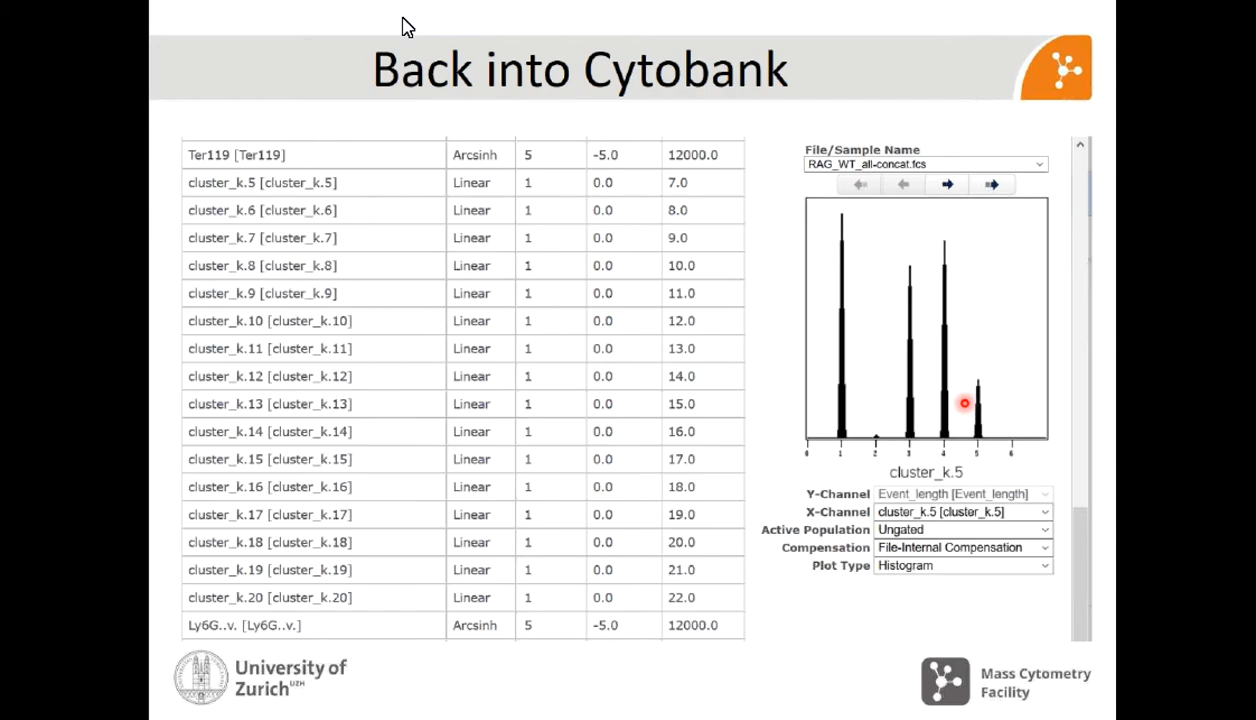 Back into Cytobank
Ter119 [Ter119] Arcsinh 5 -5.0 12000.0
cluster_k.5 [cluster_k.5] Linear 1 0.0 7.0
cluster_k.6 [cluster_k.6] Linear 1 0.0 8.0
cluster_k.7 [cluster_k.7] Linear 1 0.0 9.0
cluster_k.8 [cluster_k.8] Linear 1 0.0 10.0
cluster_k.9 [cluster_k.9] Linear 1 0.0 11.0
cluster_k.10 [cluster_k.10] Linear 1 0.0 12.0
cluster_k.11 [cluster_k.11] Linear 1 0.0 13.0
cluster_k.12 [cluster_k.12] Linear 1 0.0 14.0
cluster_k.13 [cluster_k.13] Linear 1 0.0 15.0
cluster_k.14 [cluster_k.14] Linear 1 0.0 16.0
cluster_k.15 [cluster_k.15] Linear 1 0.0 17.0
cluster_k.16 [cluster_k.16] Linear 1 0.0 18.0
cluster_k.17 [cluster_k.17] Linear 1 0.0 19.0
cluster_k.18 [cluster_k.18] Linear 1 0.0 20.0
cluster_k.19 [cluster_k.19] Linear 1 0.0 21.0
cluster_k.20 [cluster_k.20] Linear 1 0.0 22.0
Ly6G..v. [Ly6G..v.] Arcsinh 5 -5.0 12000.0
File/Sample Name
RAG_WT_all-concat.fcs
0 1 2 3 4 5 6
cluster_k.5
Y-Channel Event_length [Event_length]
X-Channel cluster_k.5 [cluster_k.5]
Active Population Ungated
Compensation File-Internal Compensation
Plot Type Histogram
University of
Zurich UZH
Mass Cytometry
Facility